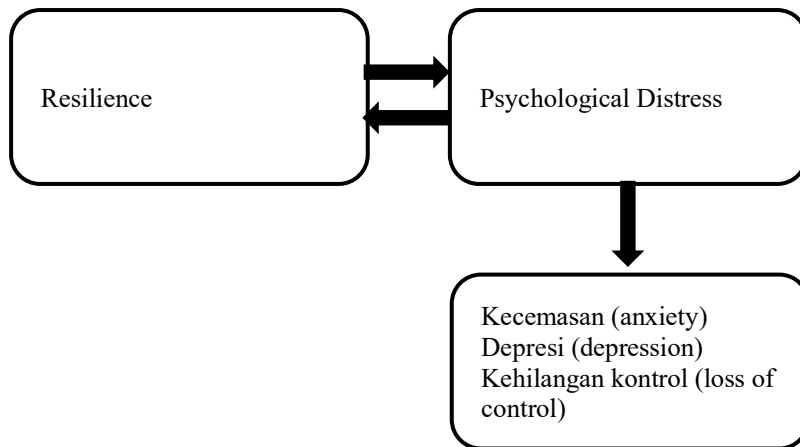 Resilience
Psychological Distress
Kecemasan (anxiety)
Depresi (depression)
Kehilangan kontrol (loss of
control)